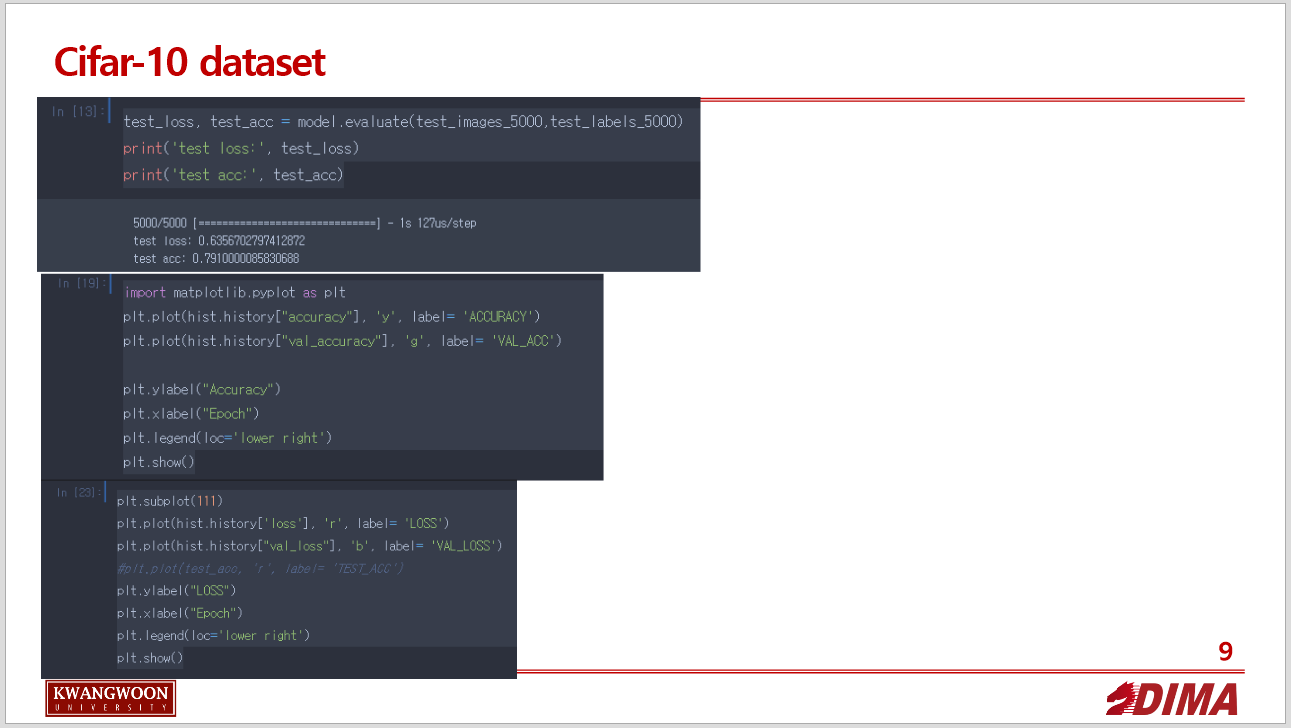 Cifar-10 dataset
In [13]:
test_loss, test_acc = model.evaluate(test_images_5000,test_labels_5000)
print('test loss:', test_loss)
print('test acc:', test_acc)
5000/5000 [==============================] - 1s 127us/step
test loss: 0.6356702797412872
test acc: 0.7910000085830688
In [19]:
import matplotlib.pyplot as plt
plt.plot(hist.history["accuracy"], 'y', label= 'ACCURACY')
plt.plot(hist.history["val_accuracy"], 'g', label= 'VAL_ACC')
plt.ylabel("Accuracy")
plt.xlabel("Epoch")
plt.legend(loc='lower right')
plt.show()
In [23]:
plt.subplot(111)
plt.plot(hist.history['loss'], 'r', label= 'LOSS')
plt.plot(hist.history["val_loss"], 'b', label= 'VAL_LOSS')
#plt.plot(test_acc, 'r', label= 'TEST_ACC')
plt.ylabel("LOSS")
plt.xlabel("Epoch")
plt.legend(loc='lower right')
plt.show()
9
KWANGWOON
UNIVERSITY
DIMA